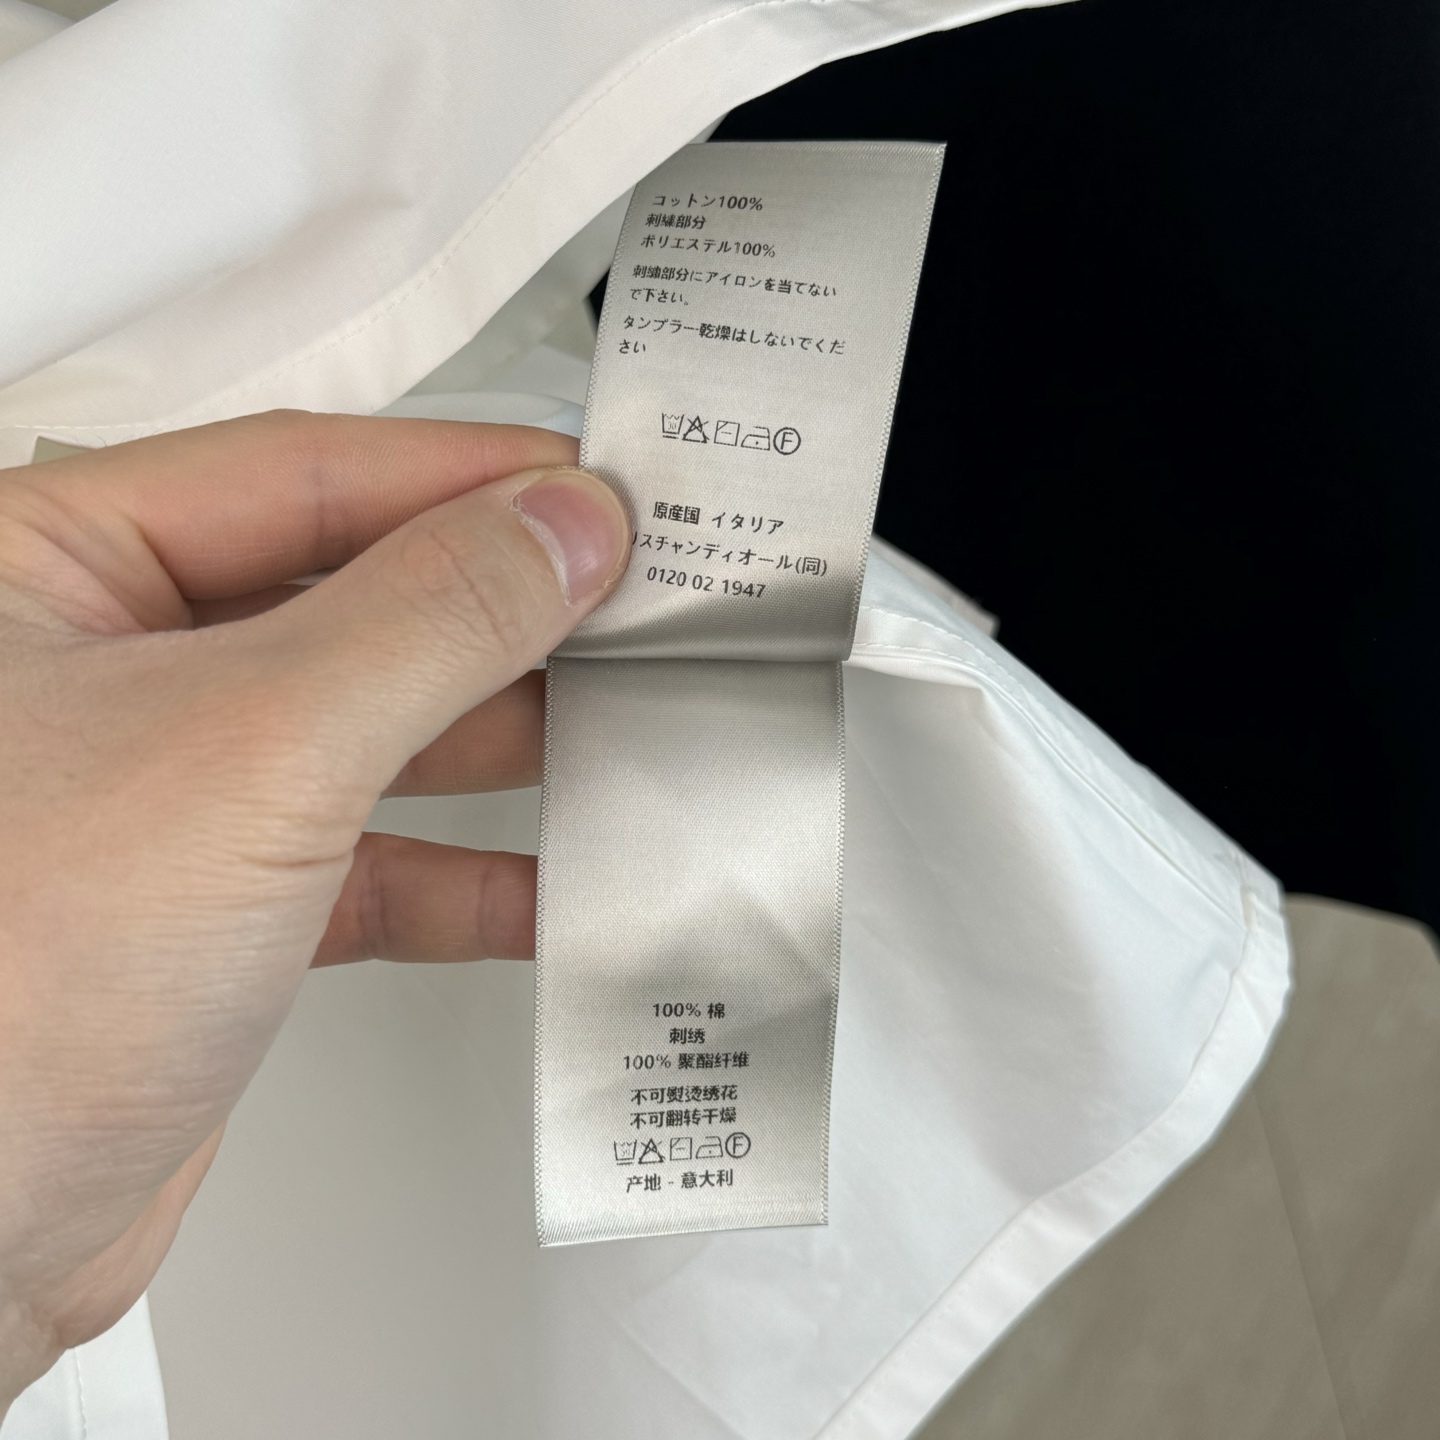 コットン100%
刺繍部分
ポリエステル100%
刺繍部分にアイロンを当てない
で下さい。
タンブラー乾燥はしないでくだ
さい
F
原産国 イタリア
スチャンディオール(同)
0120 02 1947
100% 棉
刺绣
100% 聚酯纤维
不可熨烫绣花
不可翻转干燥
F
产地 - 意大利